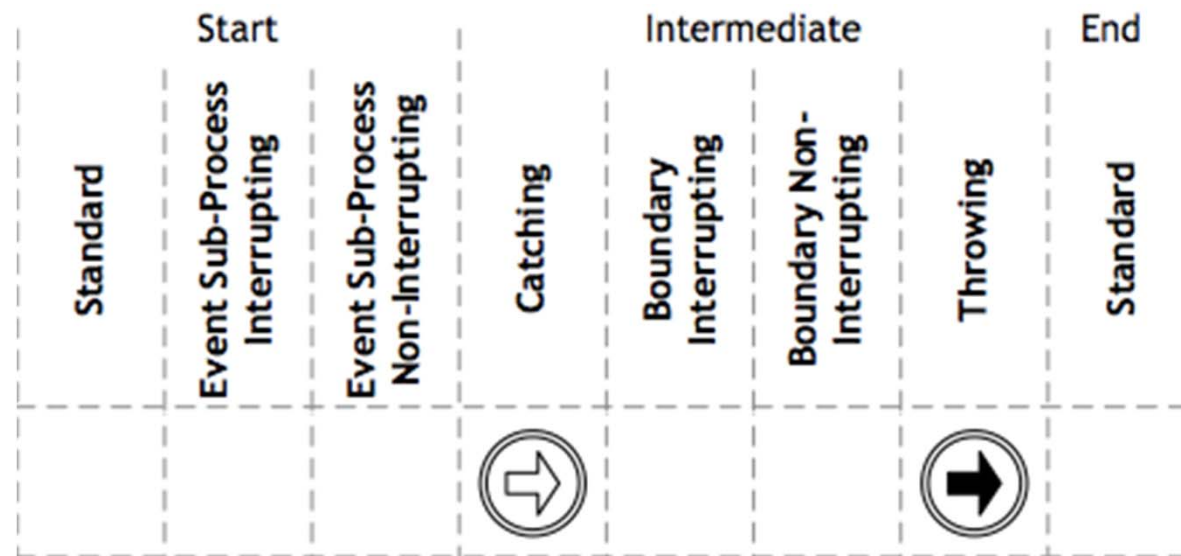 Start
Intermediate
End
Standard
Event Sub-Process
Interrupting
Event Sub-Process
Non-Interrupting
Catching
Boundary
Interrupting
Boundary Non-
Interrupting
Throwing
Standard